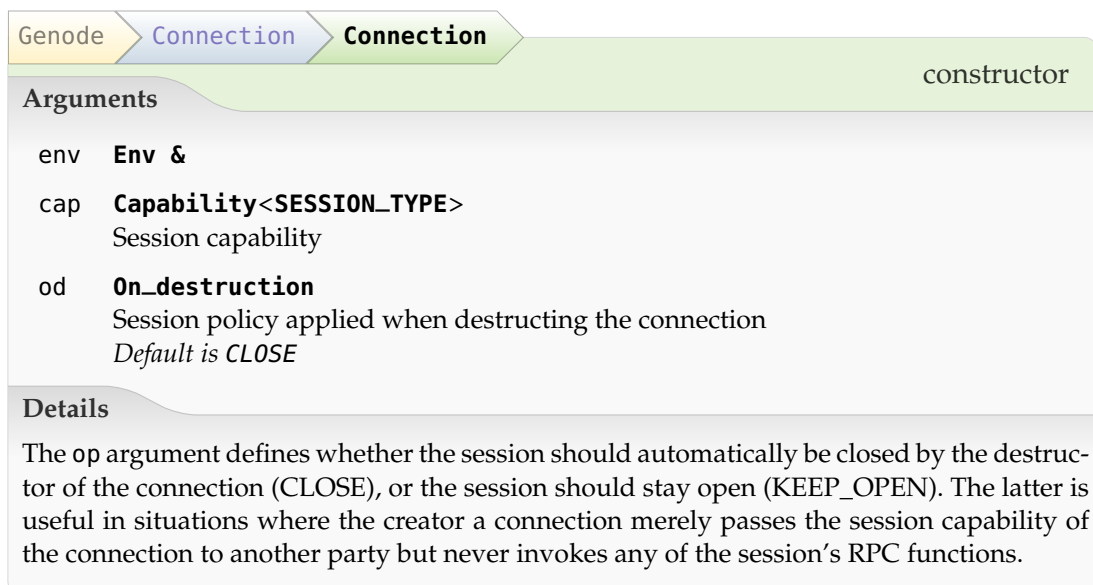 Genode Connection Connection
constructor
Arguments
env Env &
cap Capability<SESSION_TYPE>
Session capability
od On_destruction
Session policy applied when destructing the connection
Default is CLOSE
Details
The op argument defines whether the session should automatically be closed by the destruc-
tor of the connection (CLOSE), or the session should stay open (KEEP_OPEN). The latter is
useful in situations where the creator a connection merely passes the session capability of
the connection to another party but never invokes any of the session's RPC functions.